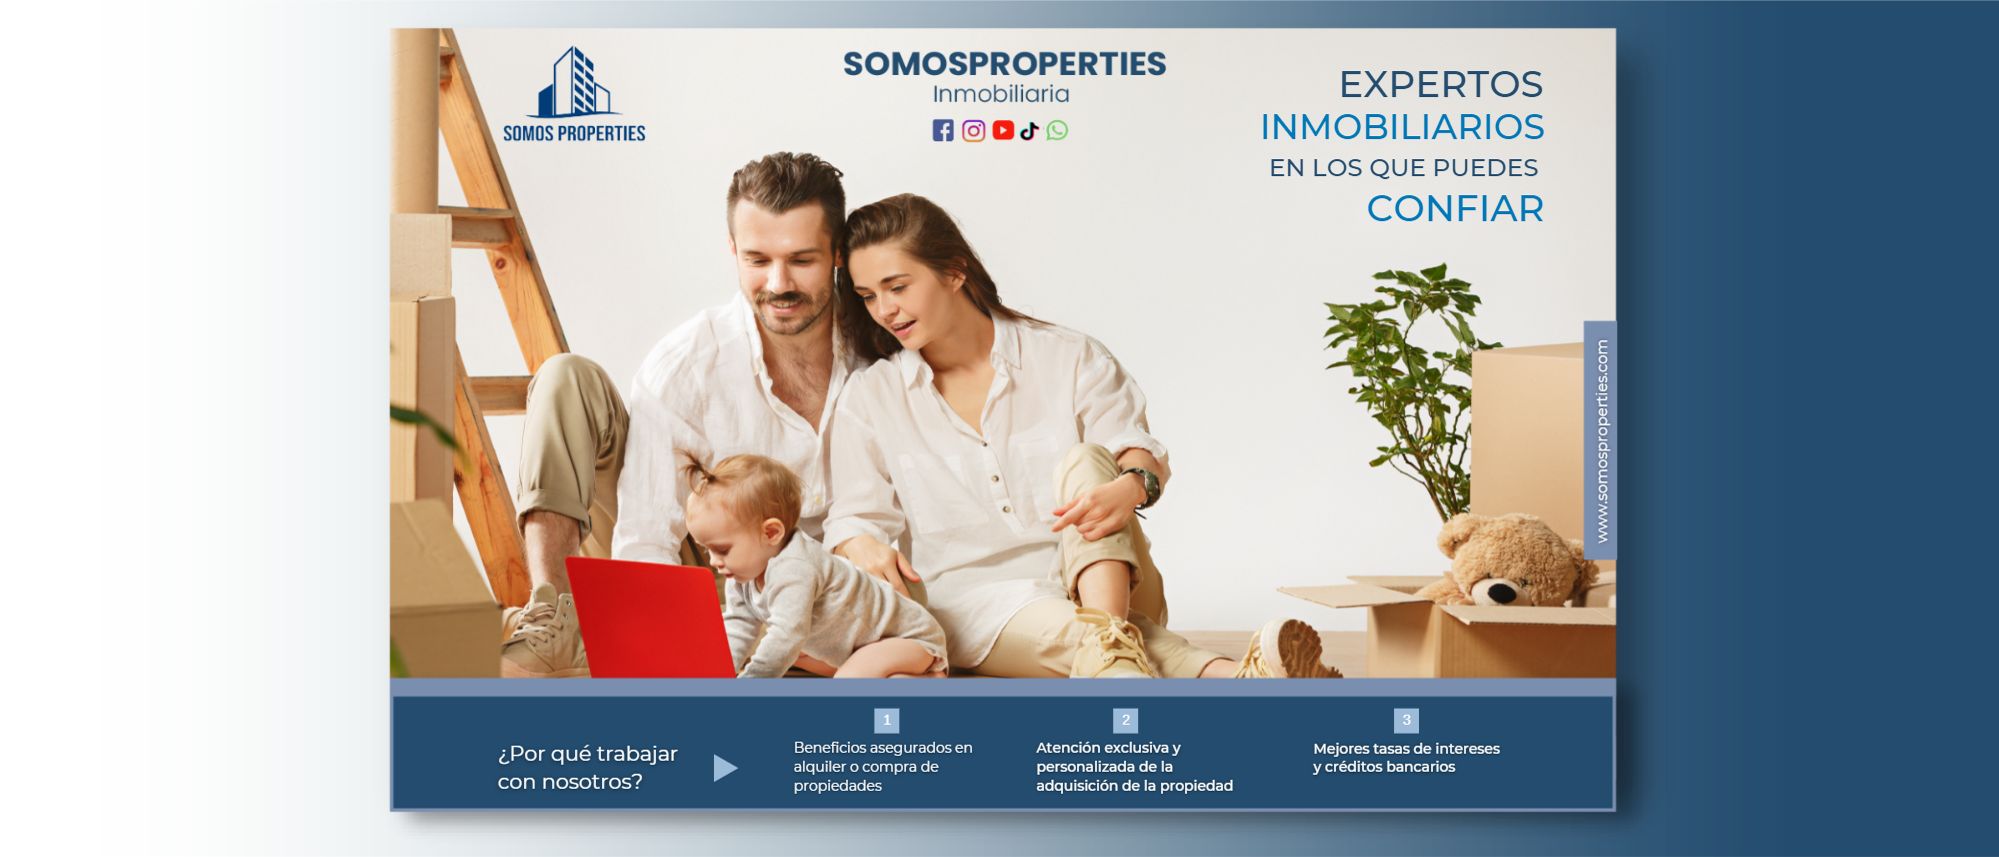 SOMOS PROPERTIES
SOMOSPROPERTIES
Inmobiliaria
EXPERTOS
INMOBILIARIOS
EN LOS QUE PUEDES
CONFIAR
www.somosproperties.com
¿Por qué trabajar
con nosotros?
1
Beneficios asegurados en
alquiler o compra de
propiedades
2
Atención exclusiva y
personalizada de la
adquisición de la propiedad
3
Mejores tasas de intereses
y créditos bancarios